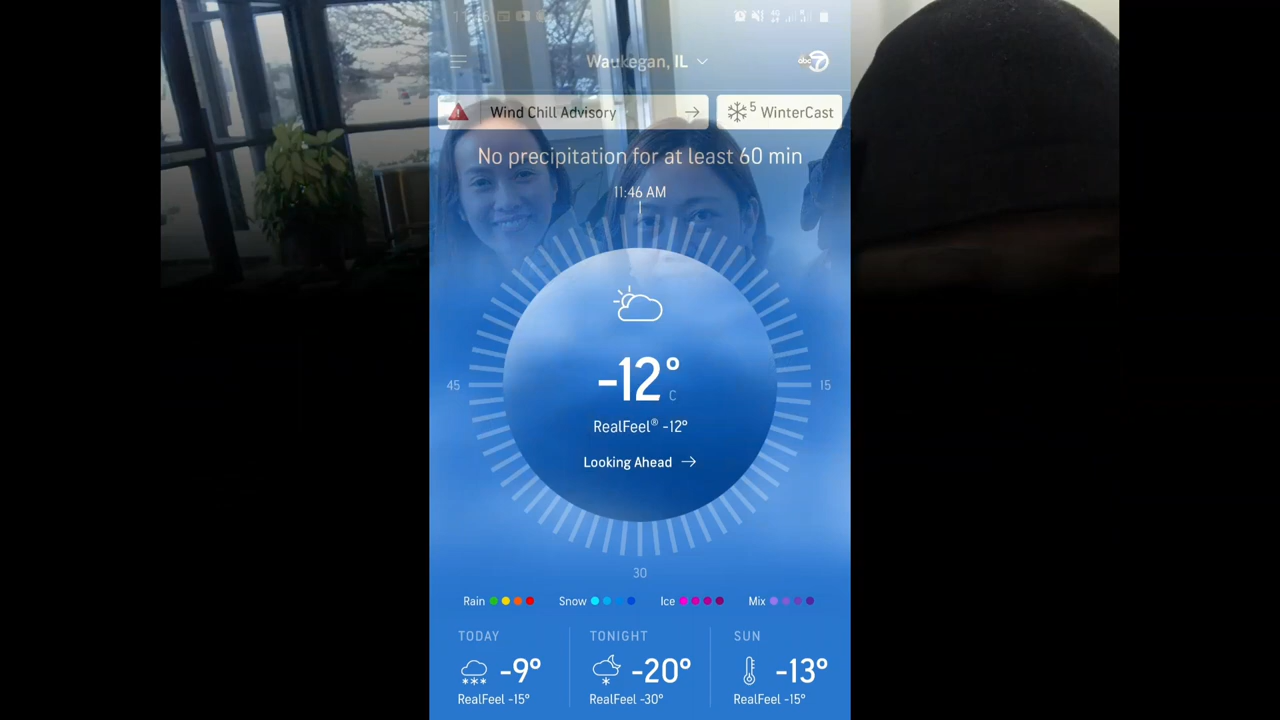 Waukegan, IL
abc 7
Wind Chill Advisory
5 WinterCast
No precipitation for at least 60 min
11:46 AM
-12°
C
45
15
RealFeel® -12°
Looking Ahead
30
Rain
Snow
Ice
Mix
TODAY
TONIGHT
SUN
-9°
-20°
-13°
RealFeel -15°
RealFeel -30°
RealFeel -15°